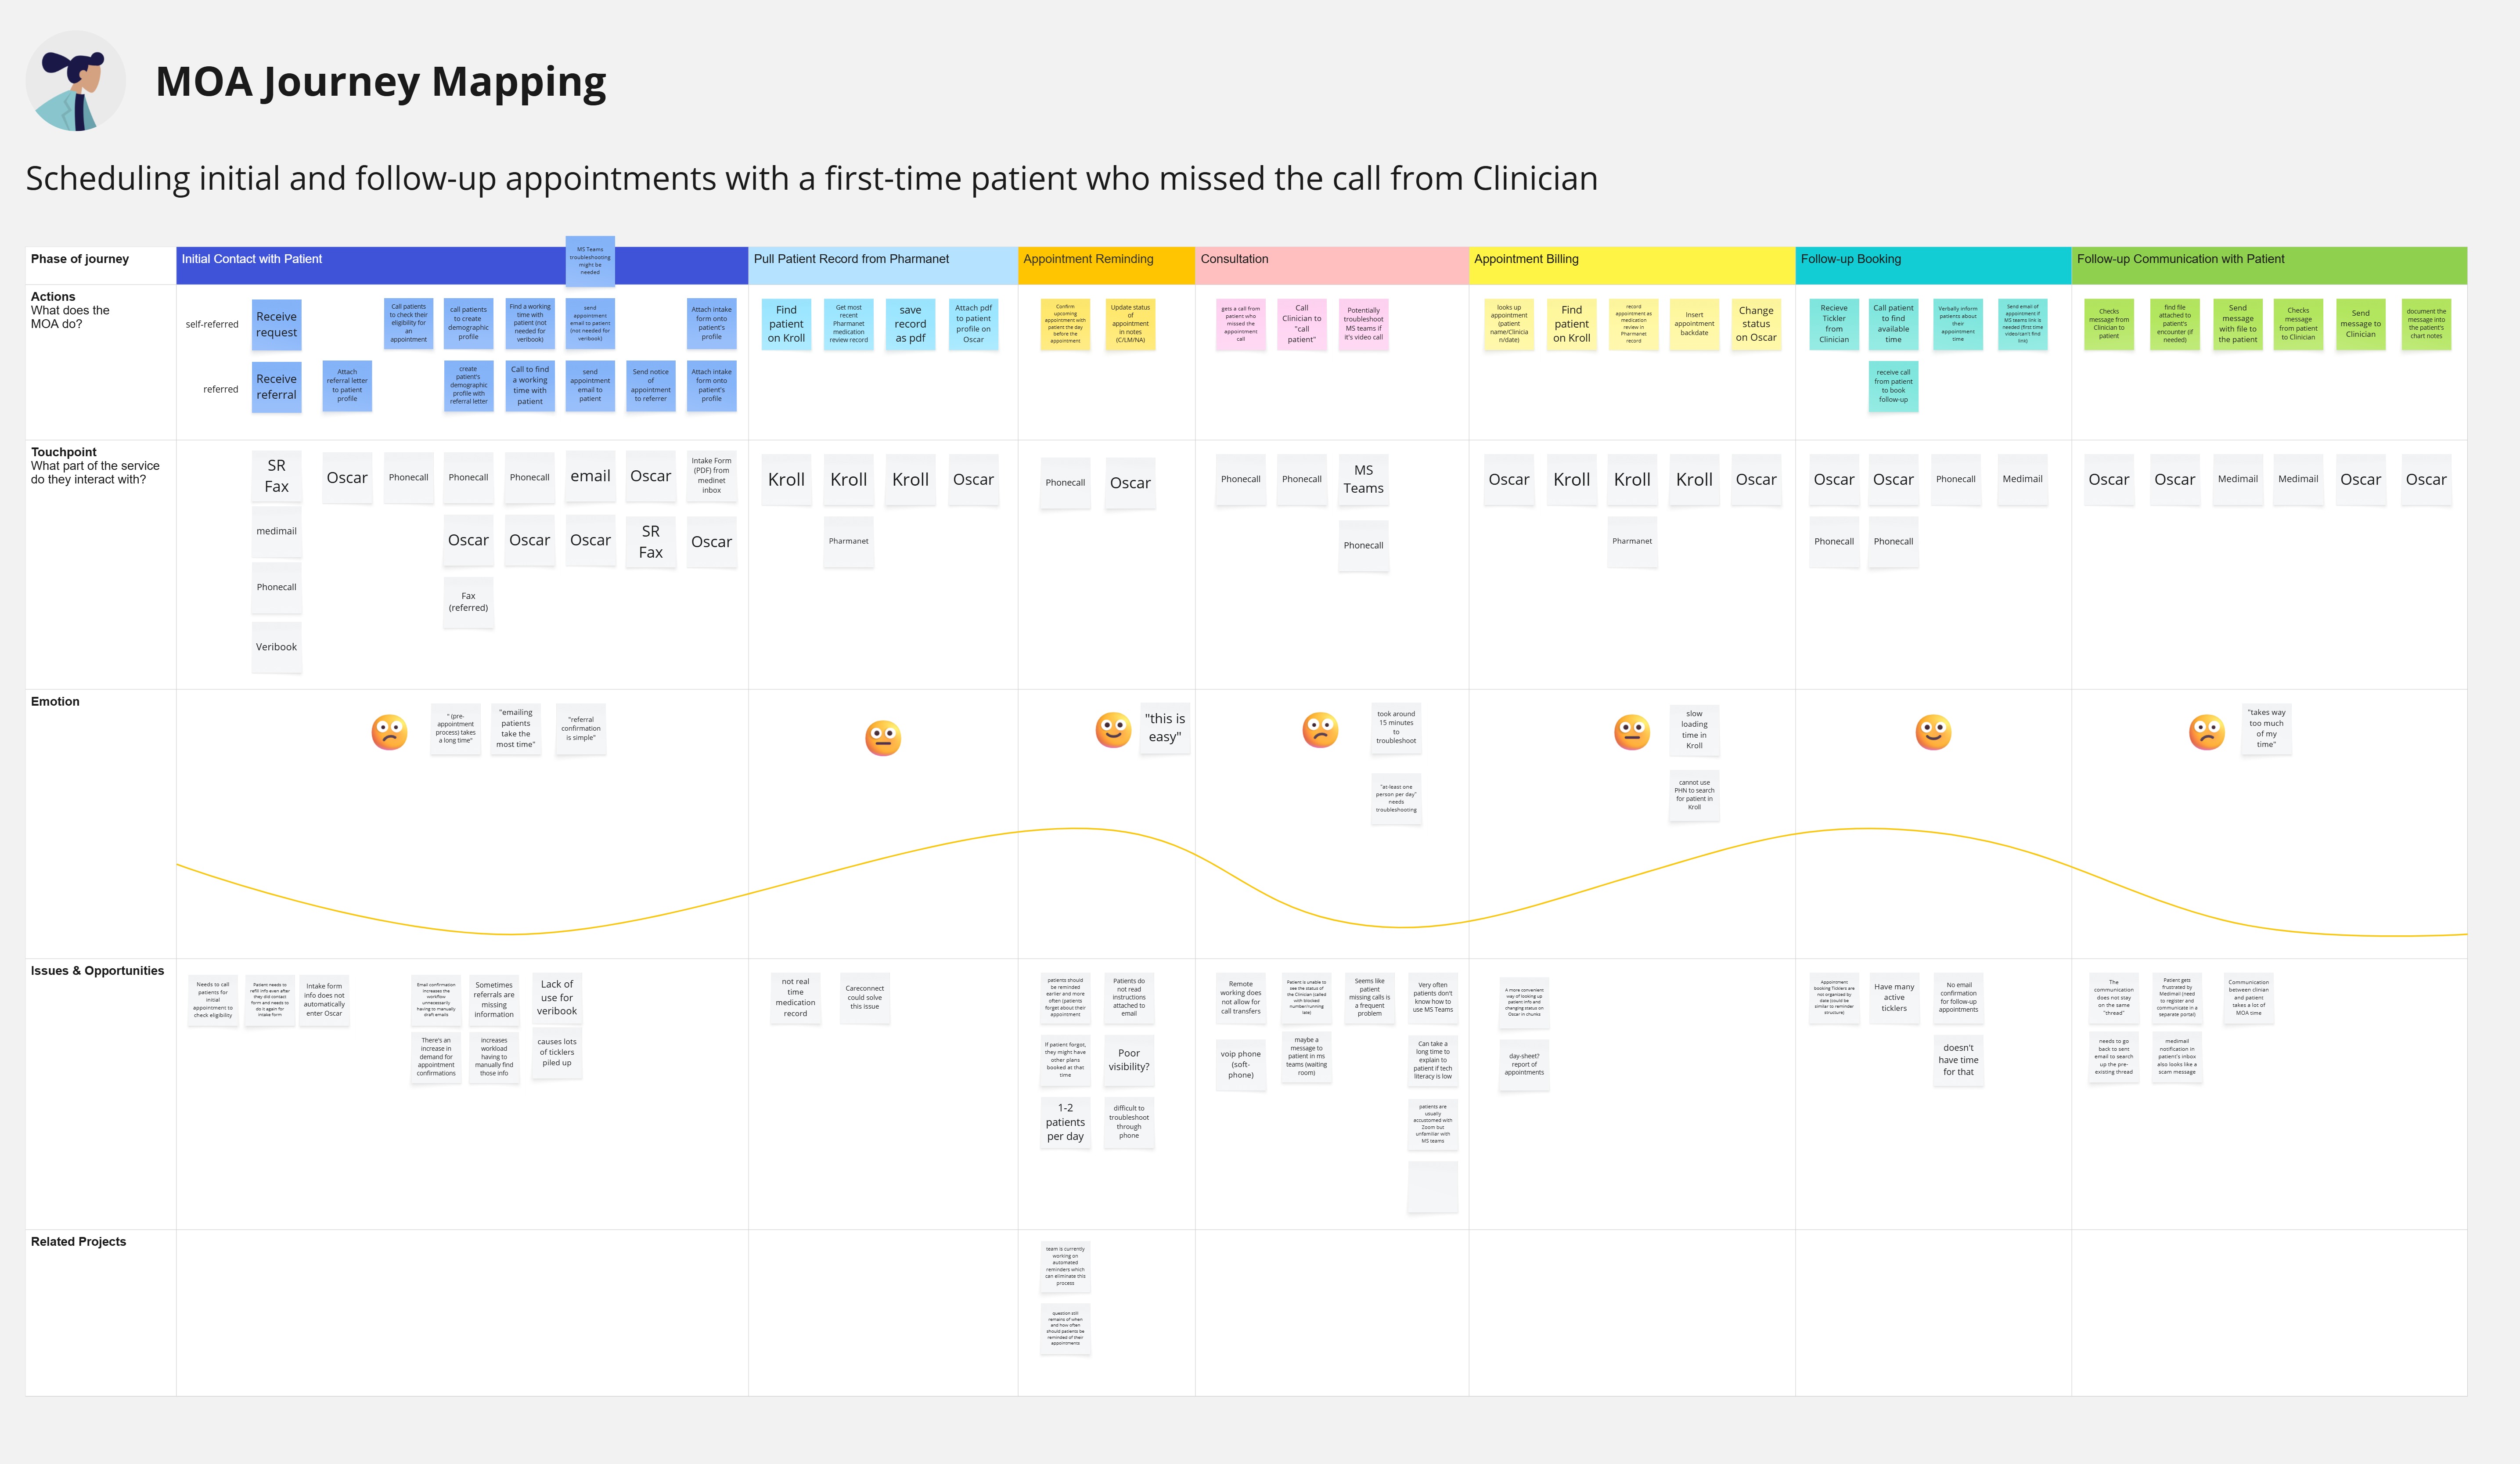 MOA Journey Mapping
Scheduling initial and follow-up appointments with a first-time patient who missed the call from Clinician
Phase of journey
Initial Contact with Patient
MS Teams
troubleshooting
might be
needed
Pull Patient Record from Pharmanet
Appointment Reminding
Consultation
Appointment Billing
Follow-up Booking
Follow-up Communication with Patient
Actions
What does the
MOA do?
self-referred
Receive
request
Call patients
to check their
eligibility for
an
appointment
call patients
to create
demographic
profile
Find a working
time with
patient (not
needed for
veribook)
send
appointment
email to patient
(not needed for
veribook)
Attach intake
form onto
patient's
profile
referred
Receive
referral
Attach
referral letter
to patient
profile
create
patient's
demographic
profile with
referral letter
Call to find
a working
time with
patient
send
appointment
email to
patient
Send notice
of
appointment
to referrer
Attach intake
form onto
patient's
profile
Find
patient
on Kroll
Get most
recent
Pharmanet
medication
review record
save
record
as pdf
Attach pdf
to patient
profile on
Oscar
Confirm
upcoming
appointment with
patient the day
before the
appointment
Update status
of
appointment
in notes
(C/LM/NA)
gets a call from
patient who
missed the
appointment
call
Call
Clinician to
"call
patient"
Potentially
troubleshoot
MS teams if
it's video call
looks up
appointment
(patient
name/Clinicia
n/date)
Find
patient
on Kroll
record
appointment as
medication
review in
Pharmanet
record
Insert
appointment
backdate
Change
status
on Oscar
Recieve
Tickler
from
Clinician
Call patient
to find
available
time
Verbally inform
patients about
their
appointment
time
Send email of
appointment if
MS teams link is
needed (first time
video/can't find
link)
receive call
from patient
to book
follow-up
Checks
message from
Clinician to
patient
find file
attached to
patient's
encounter (if
needed)
Send
message
with file to
the patient
Checks
message
from patient
to Clinician
Send
message to
Clinician
document the
message into
the patient's
chart notes
Touchpoint
What part of the service
do they interact with?
SR
Fax
Oscar
Phonecall
Phonecall
Phonecall
email
Oscar
Intake Form
(PDF) from
medinet
inbox
medimail
Oscar
Oscar
Oscar
SR
Fax
Oscar
Phonecall
Fax
(referred)
Veribook
Kroll
Kroll
Kroll
Oscar
Pharmanet
Phonecall
Oscar
Phonecall
Phonecall
MS
Teams
Phonecall
Oscar
Kroll
Kroll
Kroll
Oscar
Pharmanet
Oscar
Oscar
Phonecall
Medimail
Phonecall
Phonecall
Oscar
Oscar
Medimail
Medimail
Oscar
Oscar
Emotion
" (pre-
appointment
process) takes
a long time"
"emailing
patients
take the
most time"
"referral
confirmation
is simple"
"this is
easy"
took around
15 minutes
to
troubleshoot
"at-least one
person per day"
needs
troubleshooting
slow
loading
time in
Kroll
cannot use
PHN to search
for patient in
Kroll
"takes way
too much
of my
time"
Issues & Opportunities
Needs to call
patients for
initial
appointment to
check eligibility
Patient needs to
refill info even after
they did contact
form and needs to
do it again for
intake form
Intake form
info does not
automatically
enter Oscar
Email confirmation
increases the
workflow
unnecessarily
having to manually
draft emails
Sometimes
referrals are
missing
information
Lack of
use for
veribook
There's an
increase in
demand for
appointment
confirmations
increases
workload
having to
manually find
those info
causes lots
of ticklers
piled up
not real
time
medication
record
Careconnect
could solve
this issue
patients should
be reminded
earlier and more
often (patients
forget about their
appointment)
Patients do
not read
instructions
attached to
email
If patient forgot,
they might have
other plans
booked at that
time
Poor
visibility?
1-2
patients
per day
difficult to
troubleshoot
through
phone
Remote
working does
not allow for
call transfers
Patient is unable to
see the status of
the Clinician (called
with blocked
number/running
late)
Seems like
patient
missing calls is
a frequent
problem
Very often
patients don't
know how to
use MS Teams
voip phone
(soft-
phone)
maybe a
message to
patient in ms
teams (waiting
room)
Can take a
long time to
explain to
patient if tech
literacy is low
patients are
usually
accustomed with
Zoom but
unfamiliar with
MS teams
A more convenient
way of looking up
patient info and
changing status on
Oscar in chunks
day-sheet?
report of
appointments
Appointment
booking Ticklers are
not organized by
date (could be
similar to reminder
structure)
Have many
active
ticklers
No email
confirmation
for follow-up
appointments
doesn't
have time
for that
The
communication
does not stay
on the same
"thread"
Patient gets
frustrated by
Medimail (need
to register and
communicate in a
separate portal)
Communication
between clinian
and patient
takes a lot of
MOA time
needs to go
back to sent
email to search
up the pre-
existing thread
medimail
notification in
patient's inbox
also looks like a
scam message
Related Projects
team is currently
working on
automated
reminders which
can eliminate this
process
question still
remains of when
and how often
should patients be
reminded of their
appointments